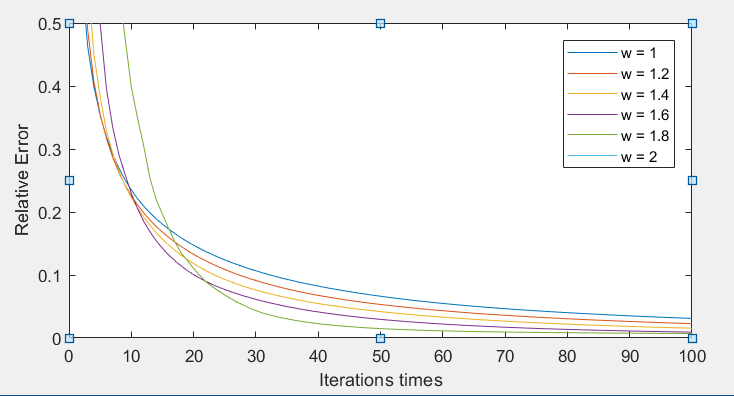 0.5
0.4
0.3
0.2
0.1
0
Relative Error
w = 1
w = 1.2
w = 1.4
w = 1.6
w = 1.8
w = 2
0 10 20 30 40 50 60 70 80 90 100
Iterations times